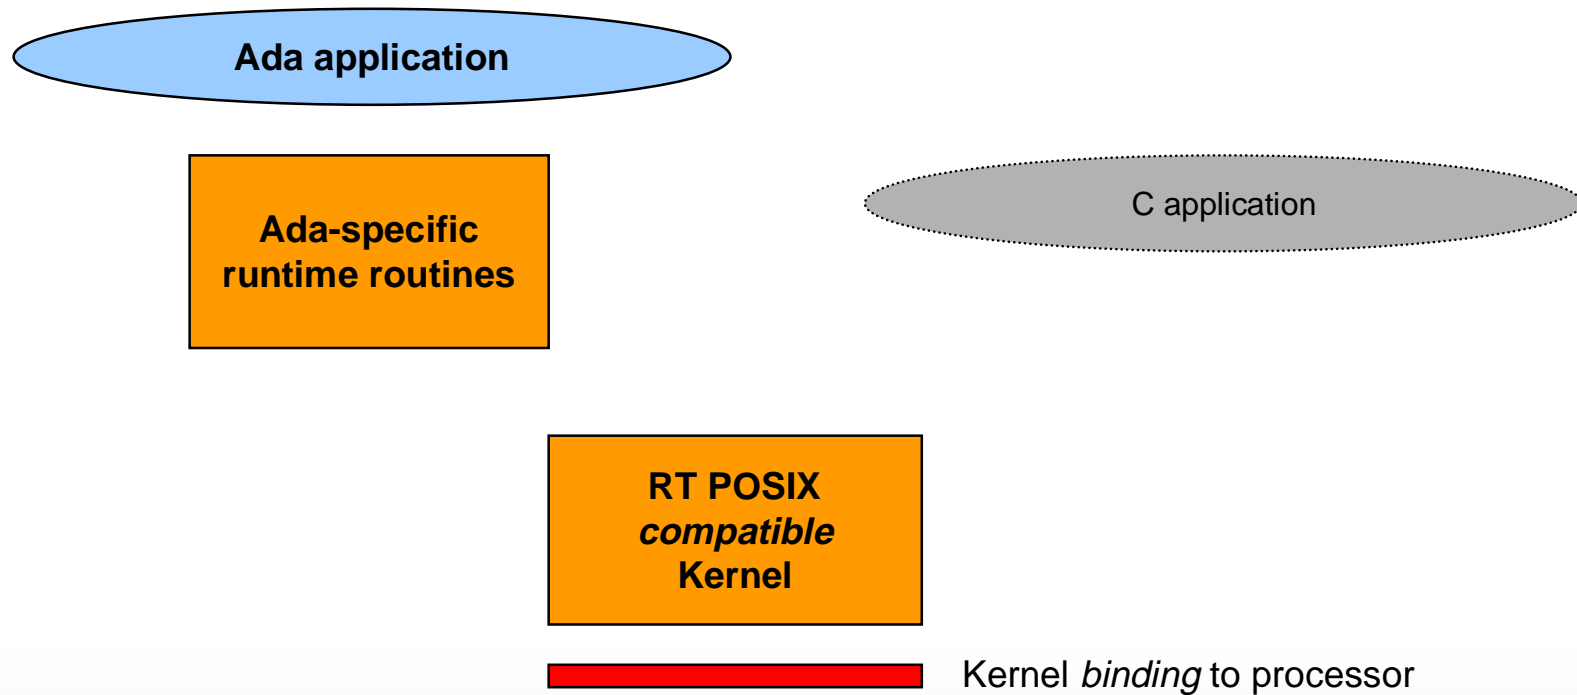 Ada application
Ada-specific
runtime routines
C application
RT POSIX
compatible
Kernel
Kernel binding to processor